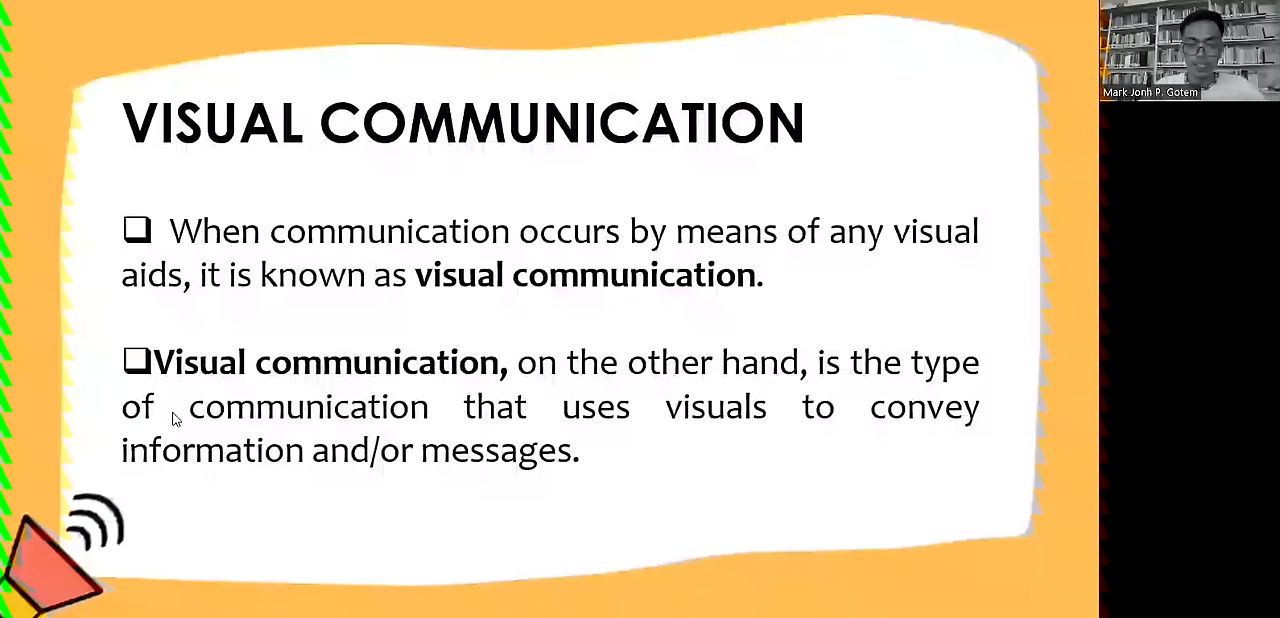 VISUAL COMMUNICATION
❑ When communication occurs by means of any visual
aids, it is known as visual communication.
❑Visual communication, on the other hand, is the type
of communication that uses visuals to convey
information and/or messages.
Mark Jonh P. Gotem